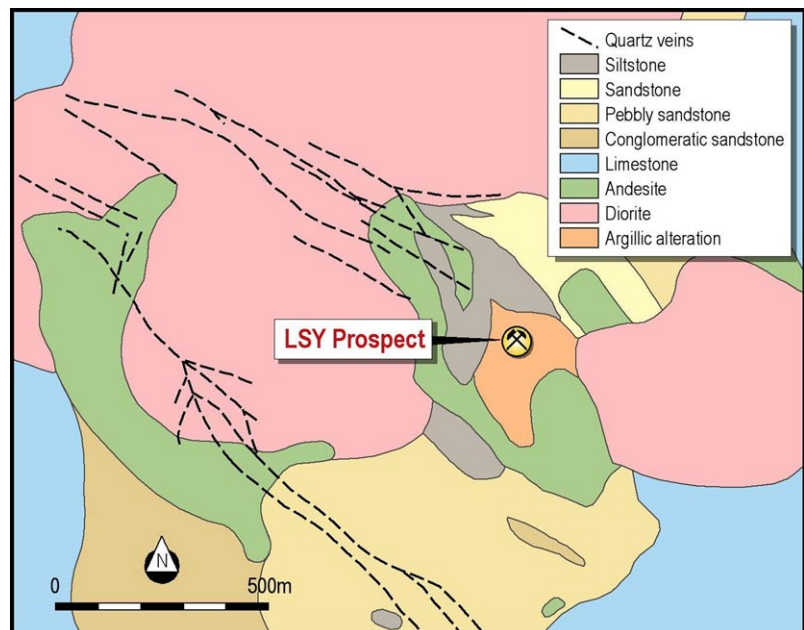 Quartz veins
Siltstone
Sandstone
Pebbly sandstone
Conglomeratic sandstone
Limestone
Andesite
Diorite
Argillic alteration
LSY Prospect
N
0 500m